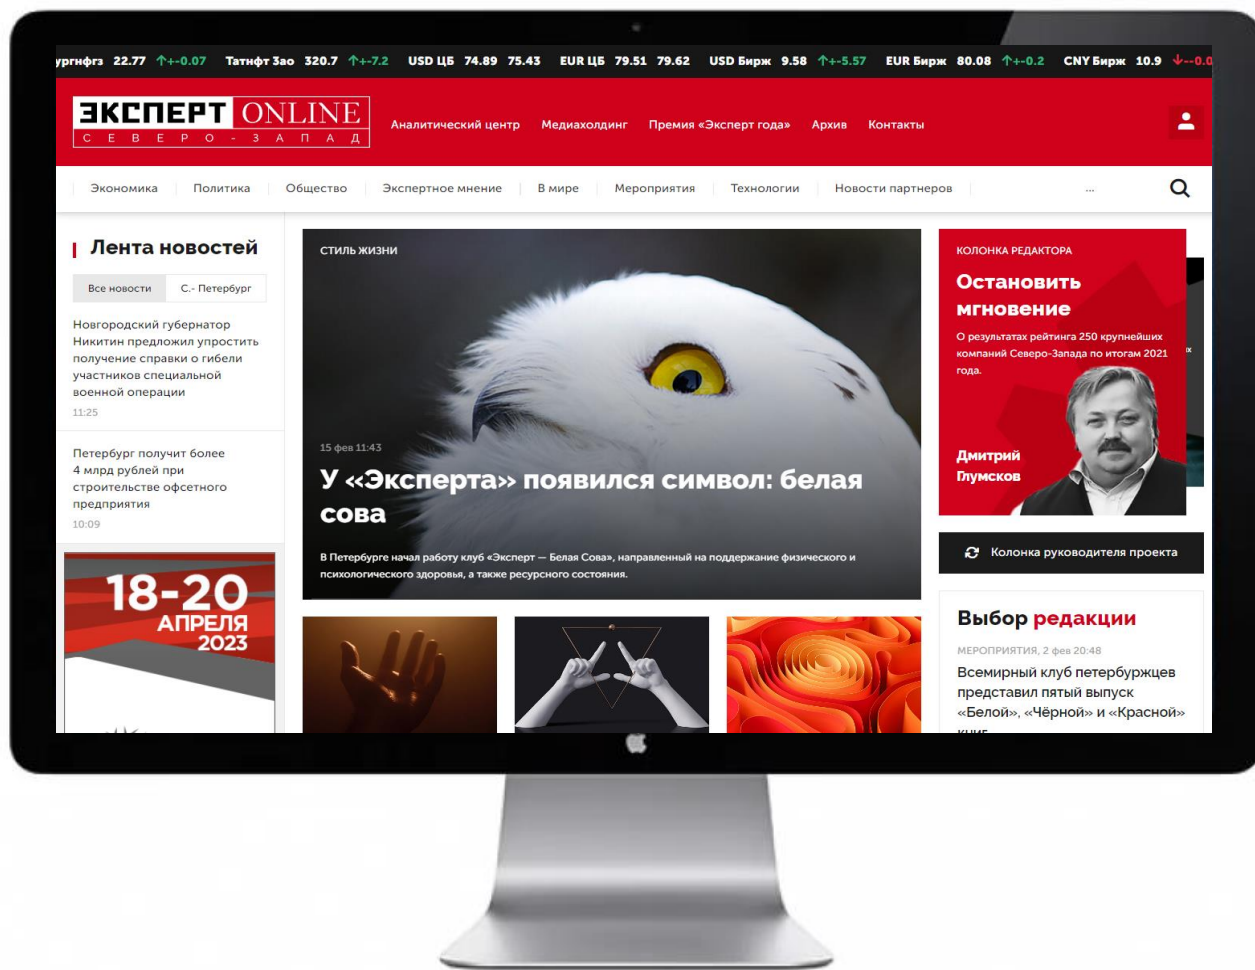 ургнфгз 22.77 ↑+-0.07 Татнфт 3ао 320.7 ↑+-7.2 USD ЦБ 74.89 75.43 EUR ЦБ 79.51 79.62 USD Бирж 9.58 ↑+-5.57 EUR Бирж 80.08 ↑+-0.2 CNY Бирж 10.9 ↓--0.0
ЭКСПЕРТ ONLINE
СЕВЕРО-ЗАПАД
Аналитический центр Медиахолдинг Премия «Эксперт года» Архив Контакты
Экономика Политика Общество Экспертное мнение В мире Мероприятия Технологии Новости партнеров ...
Лента новостей
Все новости С.- Петербург
Новгородский губернатор
Никитин предложил упростить
получение справки о гибели
участников специальной
военной операции
11:25
Петербург получит более
4 млрд рублей при
строительстве офсетного
предприятия
10:09
18-20
АПРЕЛЯ
2023
СТИЛЬ ЖИЗНИ
15 фев 11:43
У «Эксперта» появился символ: белая
сова
В Петербурге начал работу клуб «Эксперт — Белая Сова», направленный на поддержание физического и
психологического здоровья, а также ресурсного состояния.
КОЛОНКА РЕДАКТОРА
Остановить
мгновение
О результатах рейтинга 250 крупнейших
компаний Северо-Запада по итогам 2021
года.
Дмитрий
Глумсков
Колонка руководителя проекта
Выбор редакции
МЕРОПРИЯТИЯ, 2 фев 20:48
Всемирный клуб петербуржцев
представил пятый выпуск
«Белой», «Чёрной» и «Красной»
книг